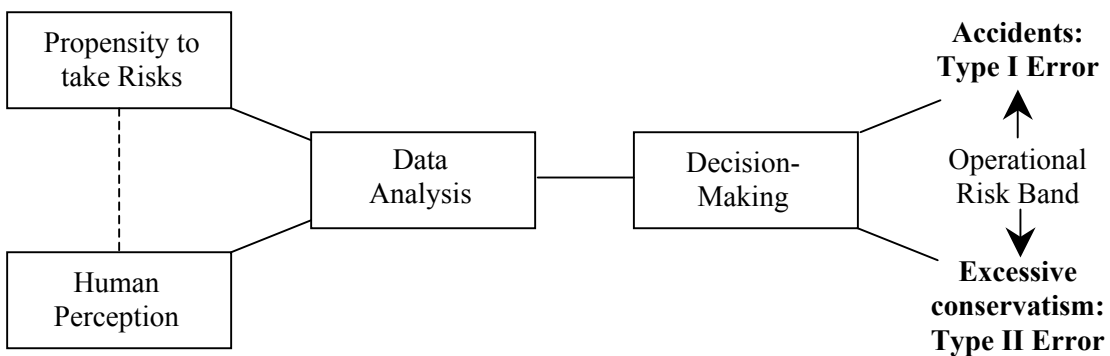 Propensity to
take Risks
Human
Perception
Data
Analysis
Decision-
Making
Accidents:
Type I Error
Operational
Risk Band
Excessive
conservatism:
Type II Error